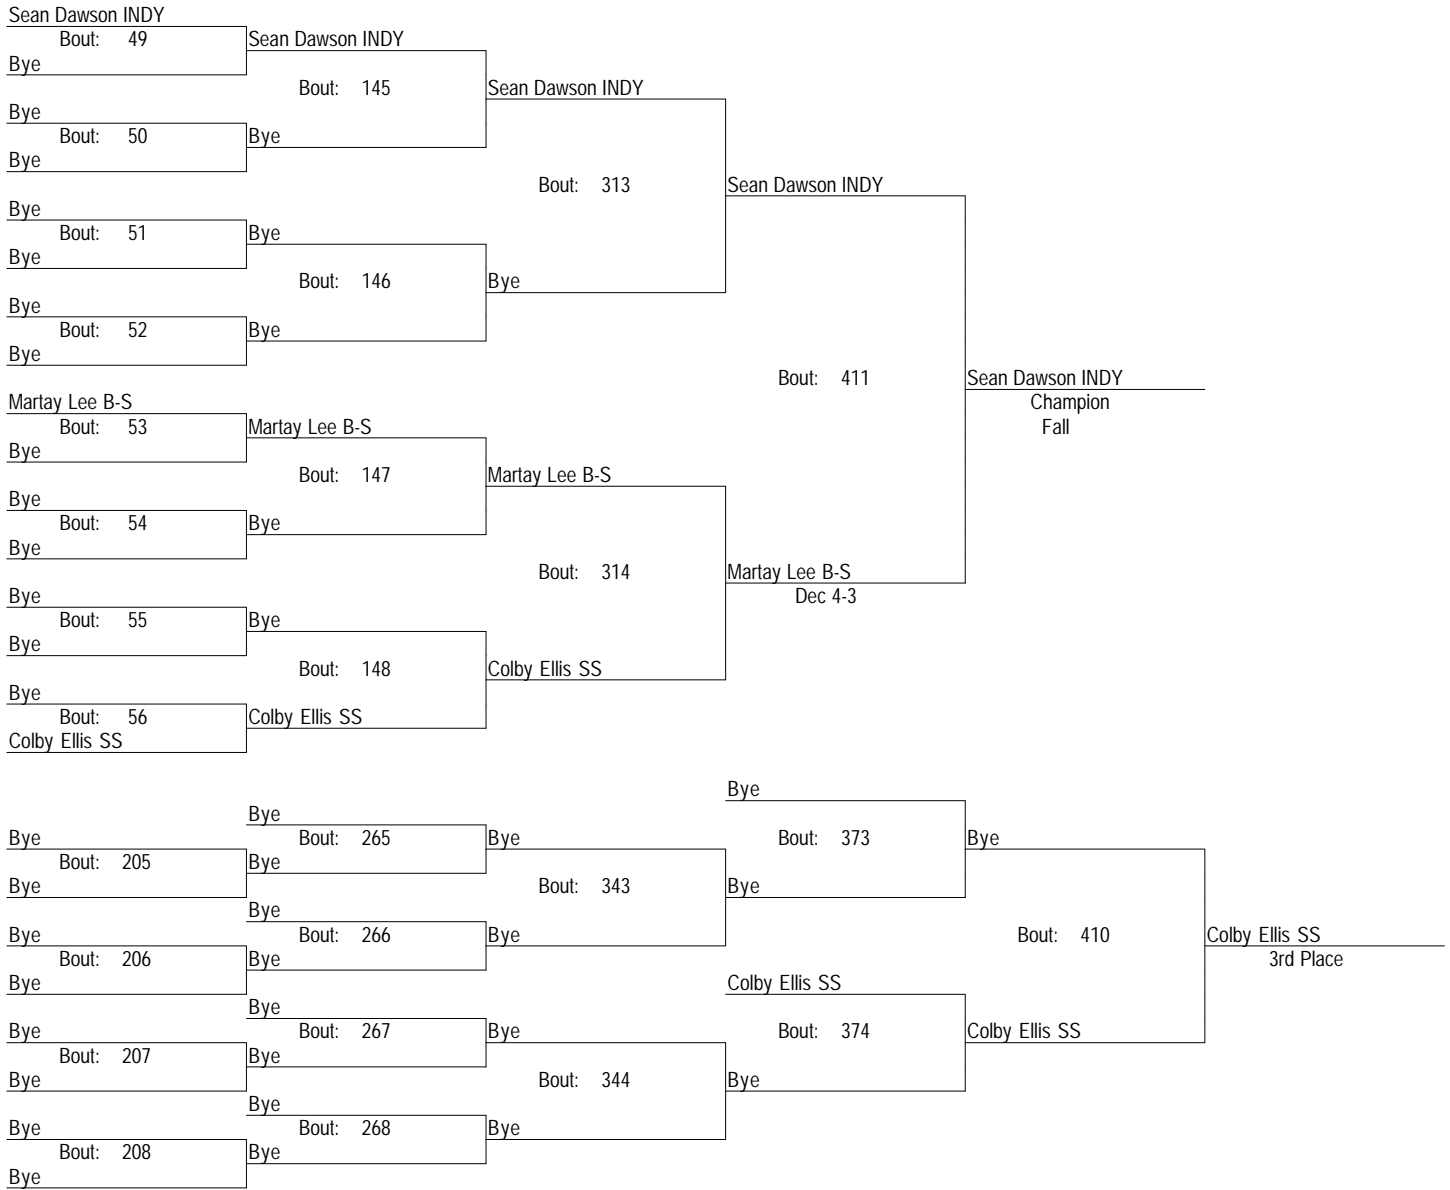 Sean Dawson INDY
Bout: 49
Sean Dawson INDY
Bye
Bout: 145
Sean Dawson INDY
Bye
Bout: 50
Bye
Bye
Bout: 313
Sean Dawson INDY
Bye
Bout: 51
Bye
Bye
Bout: 146
Bye
Bye
Bout: 52
Bye
Bye
Bout: 411
Sean Dawson INDY
Champion
Fall
Martay Lee B-S
Bout: 53
Martay Lee B-S
Bye
Bout: 147
Martay Lee B-S
Bye
Bout: 54
Bye
Bye
Bout: 314
Martay Lee B-S
Dec 4-3
Bye
Bout: 55
Bye
Bye
Bout: 148
Colby Ellis SS
Bye
Bout: 56
Colby Ellis SS
Colby Ellis SS
Bye
Bye
Bye
Bout: 265
Bye
Bout: 373
Bye
Bout: 205
Bye
Bye
Bout: 343
Bye
Bye
Bye
Bout: 266
Bye
Bout: 410
Colby Ellis SS
3rd Place
Bout: 206
Bye
Bye
Colby Ellis SS
Bye
Bye
Bout: 267
Bye
Bout: 374
Colby Ellis SS
Bout: 207
Bye
Bye
Bout: 344
Bye
Bye
Bye
Bout: 268
Bye
Bout: 208
Bye
Bye